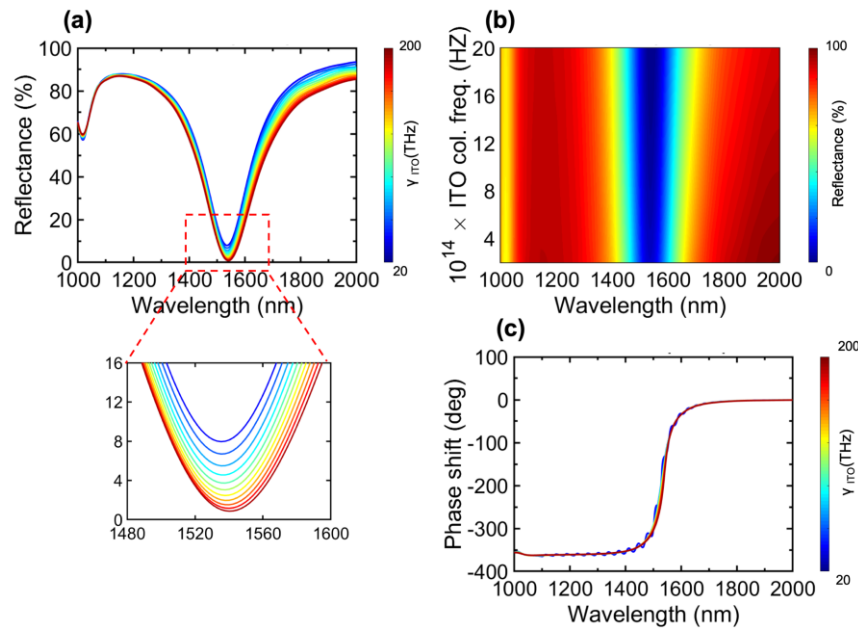 (a)
100
80
60
40
20
0
Reflectance (%)
1000 1200 1400 1600 1800 2000
Wavelength (nm)
200
γ ITO (THz)
20
16
12
8
4
0
1480 1520 1560 1600
(b)
20
16
12
8
4
10¹⁴ × ITO col. freq. (HZ)
1000 1200 1400 1600 1800 2000
Wavelength (nm)
100
Reflectance (%)
0
(c)
100
0
-100
-200
-300
-400
Phase shift (deg)
1000 1200 1400 1600 1800 2000
Wavelength (nm)
200
γ ITO (THz)
20